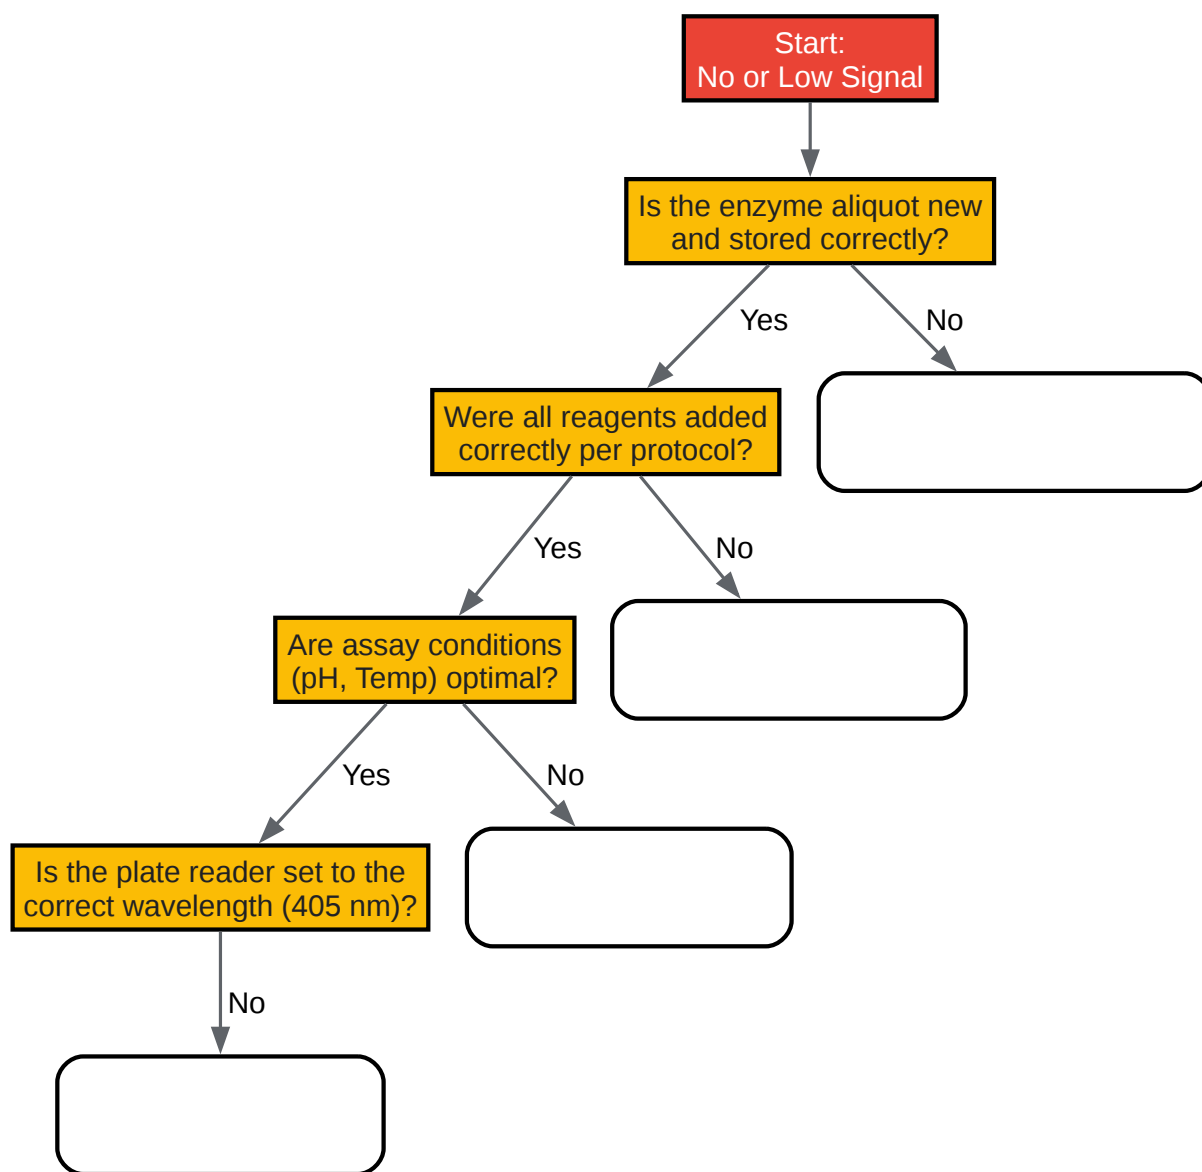 Start:
No or Low Signal
Is the enzyme aliquot new
and stored correctly?
Yes
No
Were all reagents added
correctly per protocol?
Yes
No
Are assay conditions
(pH, Temp) optimal?
Yes
No
Is the plate reader set to the
correct wavelength (405 nm)?
No